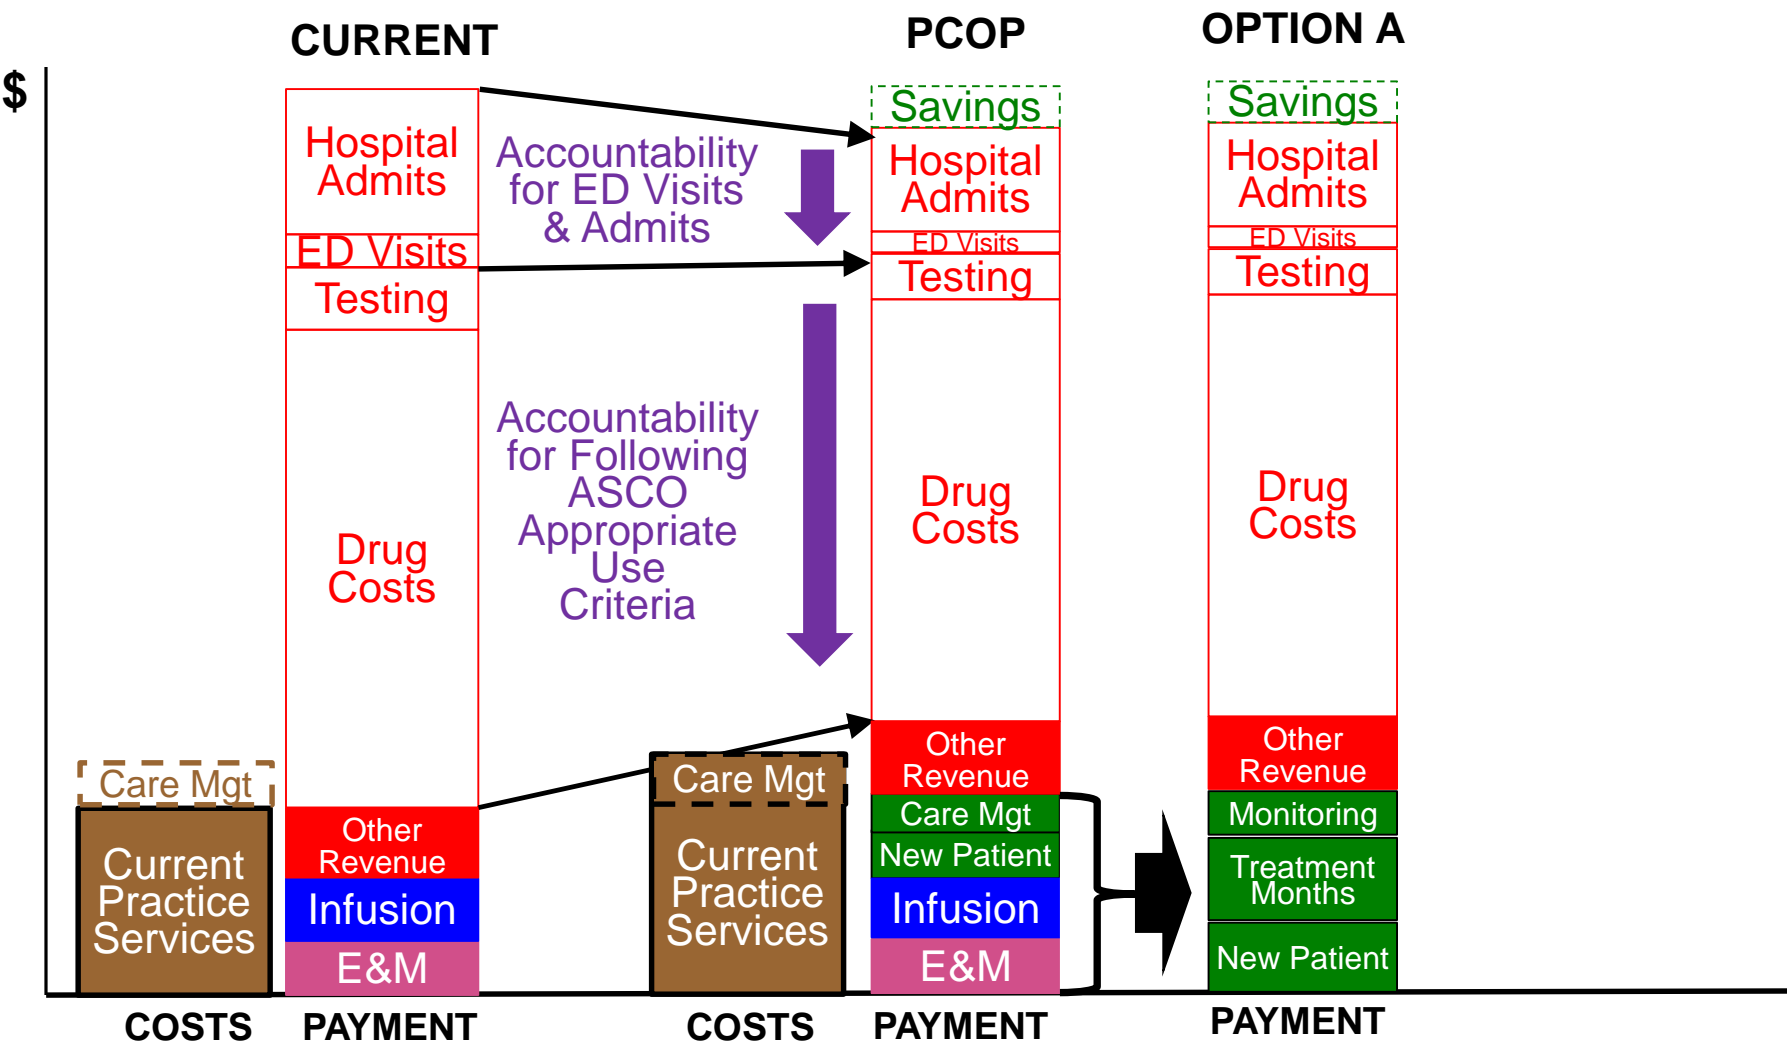 CURRENT
PCOP
OPTION A
$
Hospital
Admits
ED Visits
Testing
Drug
Costs
Other
Revenue
Infusion
E&M
Care Mgt
Current
Practice
Services
Accountability
for ED Visits
& Admits
Accountability
for Following
ASCO
Appropriate
Use
Criteria
Care Mgt
Current
Practice
Services
Savings
Hospital
Admits
ED Visits
Testing
Drug
Costs
Other
Revenue
Care Mgt
New Patient
Infusion
E&M
Savings
Hospital
Admits
ED Visits
Testing
Drug
Costs
Other
Revenue
Monitoring
Treatment
Months
New Patient
COSTS
PAYMENT
COSTS
PAYMENT
PAYMENT